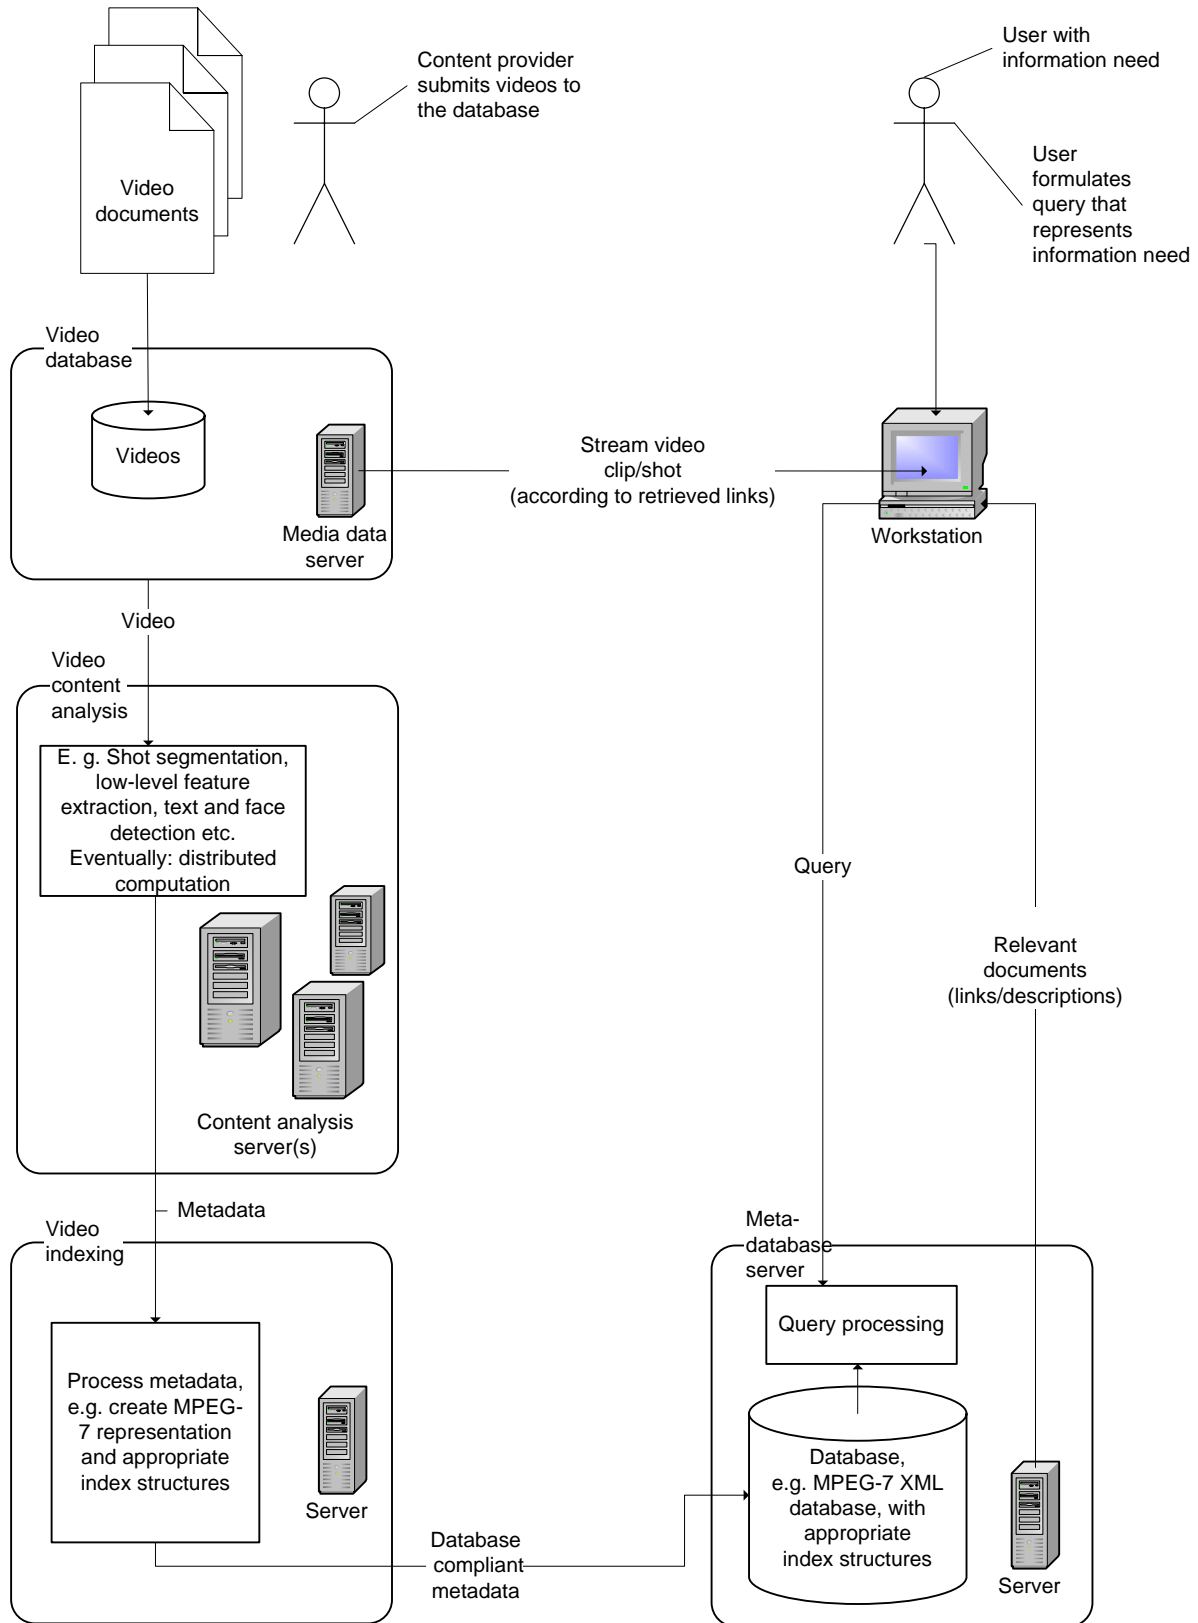 Content provider
submits videos to
the database
User with
information need
User
formulates
query that
represents
information need
Video
documents
Video
database
Videos
Media data
server
Stream video
clip/shot
(according to retrieved links)
Workstation
Video
Video
content
analysis
E. g. Shot segmentation,
low-level feature
extraction, text and face
detection etc.
Eventually: distributed
computation
Content analysis
server(s)
Query
Relevant
documents
(links/descriptions)
Metadata
Video
indexing
Process metadata,
e.g. create MPEG-
7 representation
and appropriate
index structures
Server
Database
compliant
metadata
Meta-
database
server
Query processing
Database,
e.g. MPEG-7 XML
database, with
appropriate
index structures
Server